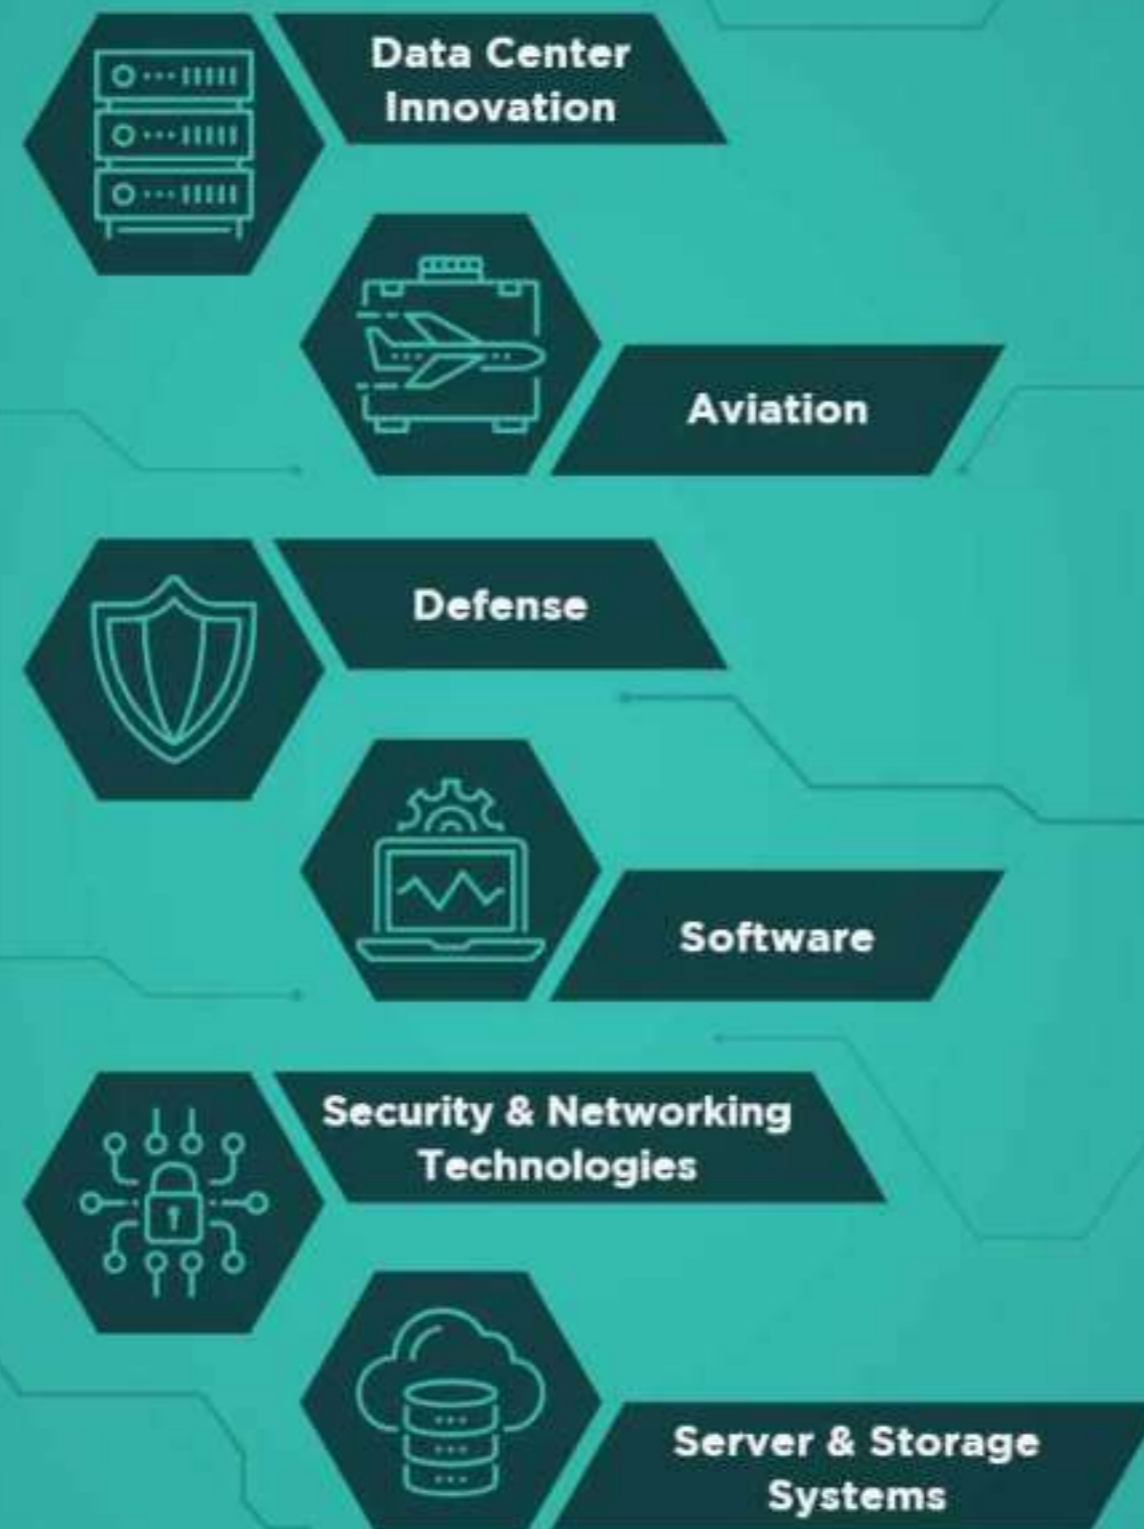 Data Center
Innovation
Aviation
Defense
Software
Security & Networking
Technologies
Server & Storage
Systems